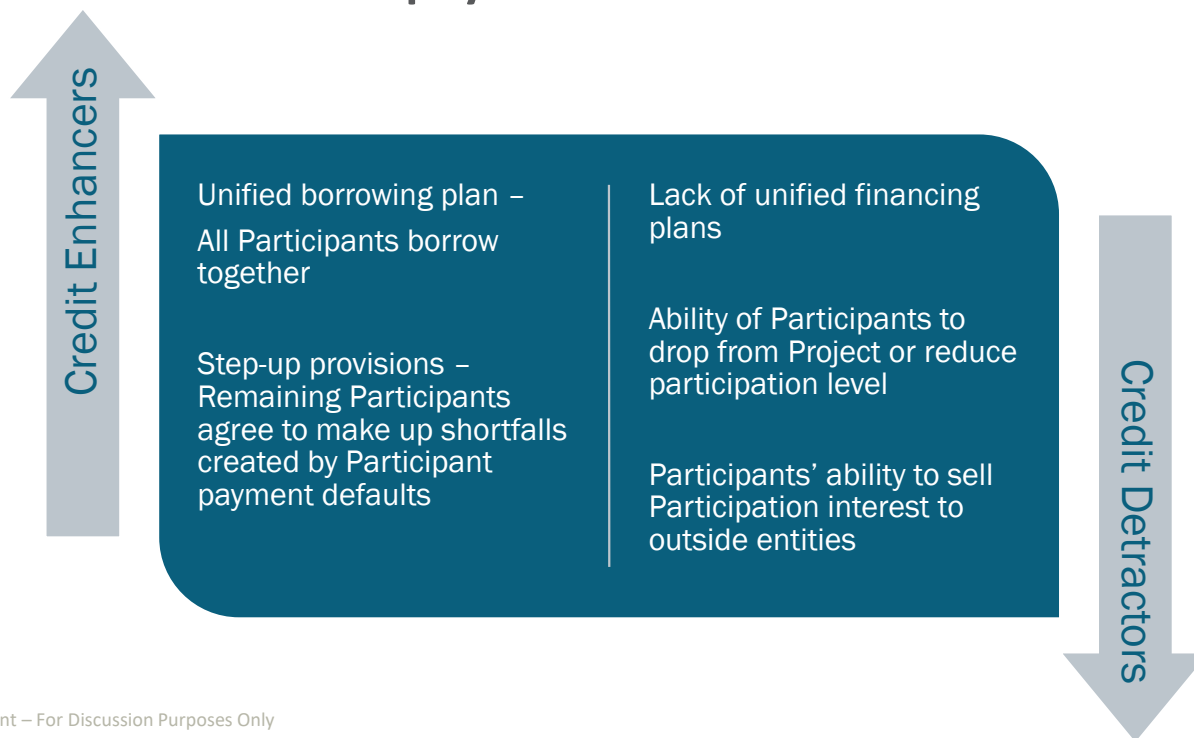 Credit Enhancers
Unified borrowing plan –
All Participants borrow
together
Step-up provisions –
Remaining Participants
agree to make up shortfalls
created by Participant
payment defaults
Lack of unified financing
plans
Ability of Participants to
drop from Project or reduce
participation level
Participants’ ability to sell
Participation interest to
outside entities
Credit Detractors
– For Discussion Purposes Only